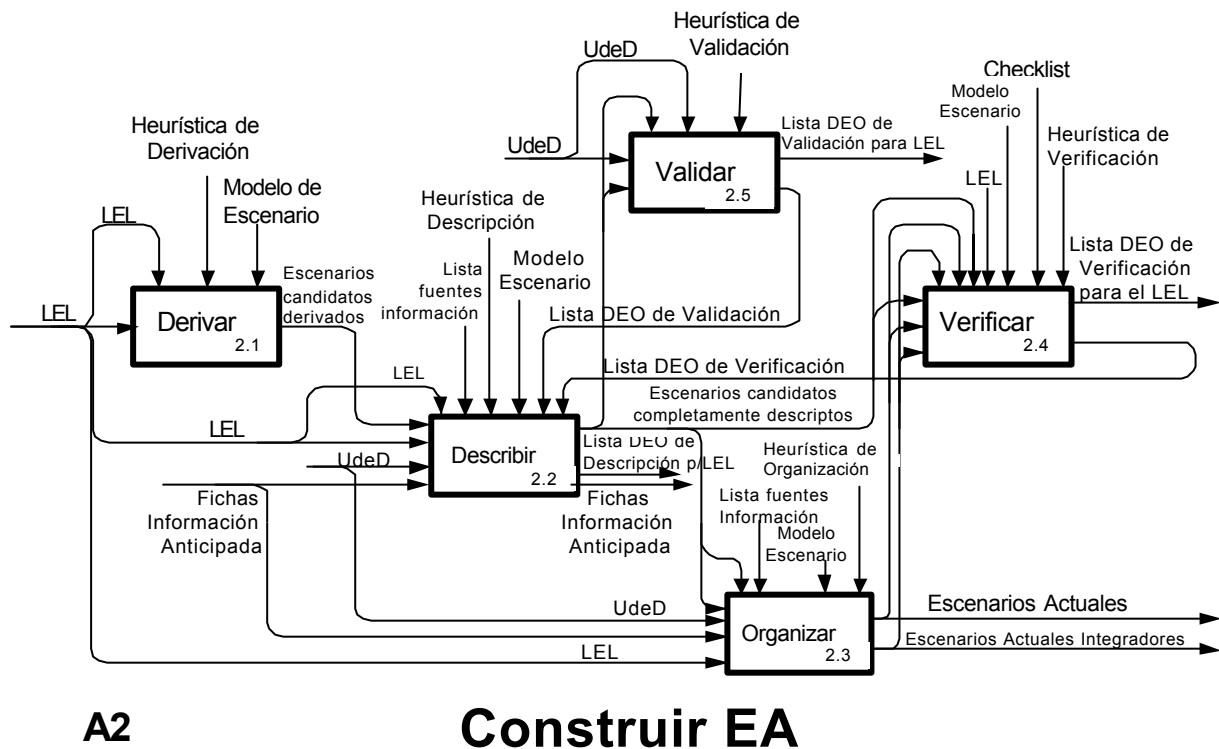 Heurística de
Validación
UdeD
Checklist
Modelo
Escenario
Heurística de
Derivación
Lista DEO de
Validación para LEL
Heurística de
Verificación
UdeD
Validar
2.5
LEL
Modelo de
Escenario
Heurística de
Descripción
LEL
Lista DEO de
Verificación
para el LEL
Lista
fuentes
información
Modelo
Escenario
Escenarios
candidatos
derivados
LEL
Derivar
2.1
Lista DEO de Validación
Verificar
2.4
LEL
Lista DEO de Verificación
Escenarios candidatos
completamente descriptos
LEL
UdeD
Describir
2.2
Lista DEO de
Descripción p/LEL
Heurística de
Organización
Fichas
Información
Anticipada
Fichas
Información
Anticipada
Lista fuentes
Información
Modelo
Escenario
UdeD
LEL
Organizar
2.3
Escenarios Actuales
Escenarios Actuales Integradores
A2
Construir EA